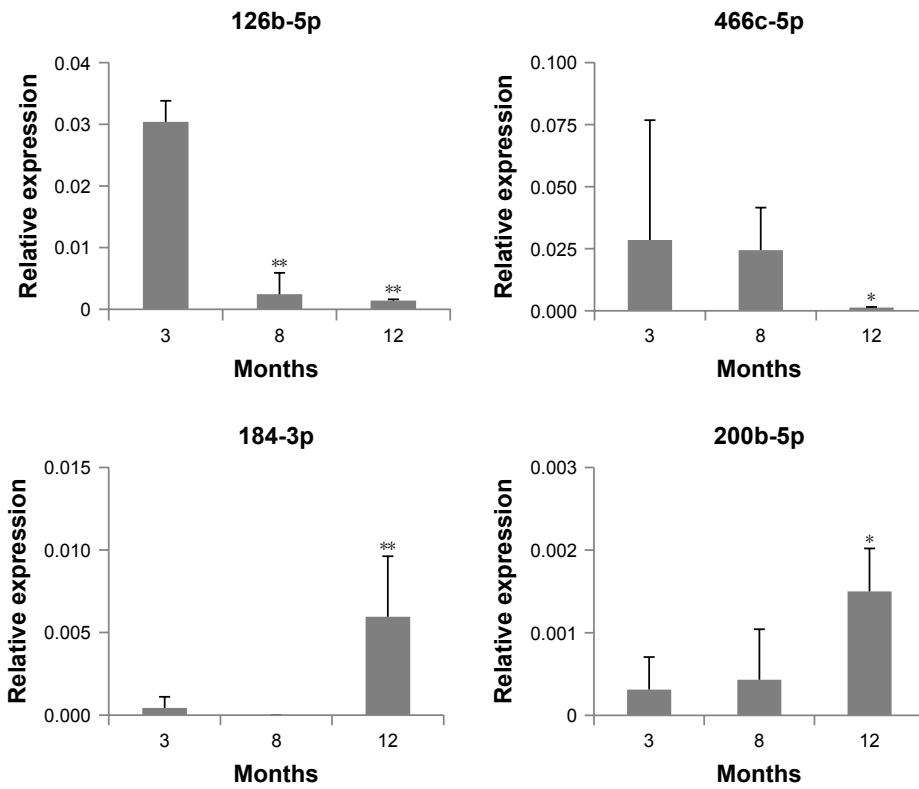 126b-5p
0.04
0.03
0.02
0.01
0
Relative expression
**
**
3
8
12
Months
466c-5p
0.100
0.075
0.050
0.025
0.000
Relative expression
*
3
8
12
Months
184-3p
0.015
0.010
0.005
0.000
Relative expression
**
3
8
12
Months
200b-5p
0.003
0.002
0.001
0
Relative expression
*
3
8
12
Months